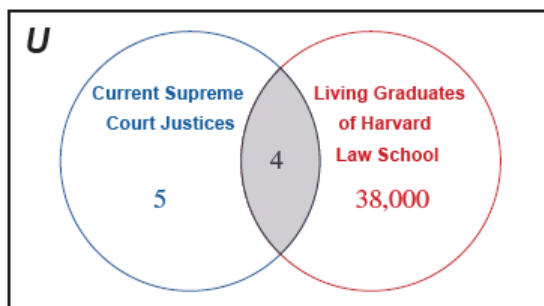 U
Current Supreme
Court Justices
Living Graduates
of Harvard
Law School
4
5
38,000